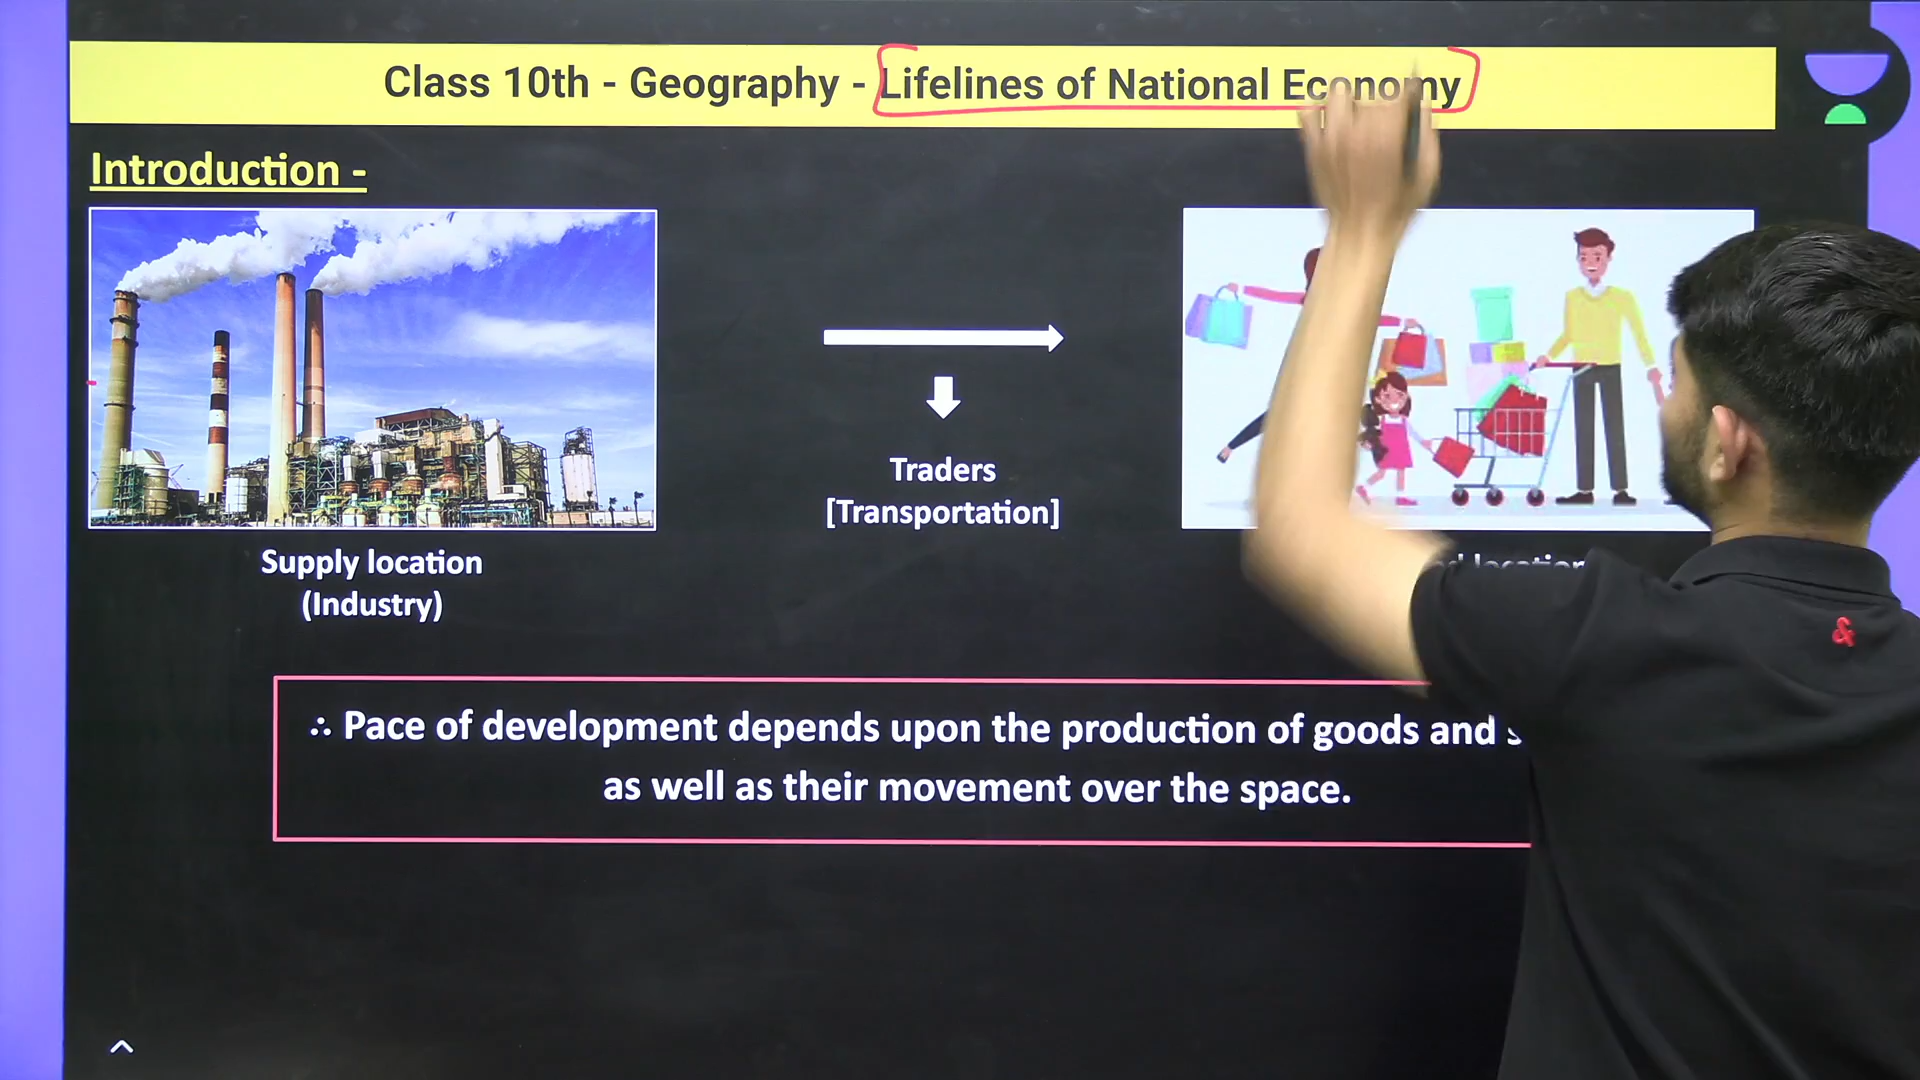 Class 10th - Geography - Lifelines of National Economy
Introduction -
Traders
[Transportation]
Supply location
(Industry)
location
∴ Pace of development depends upon the production of goods and
as well as their movement over the space.
&